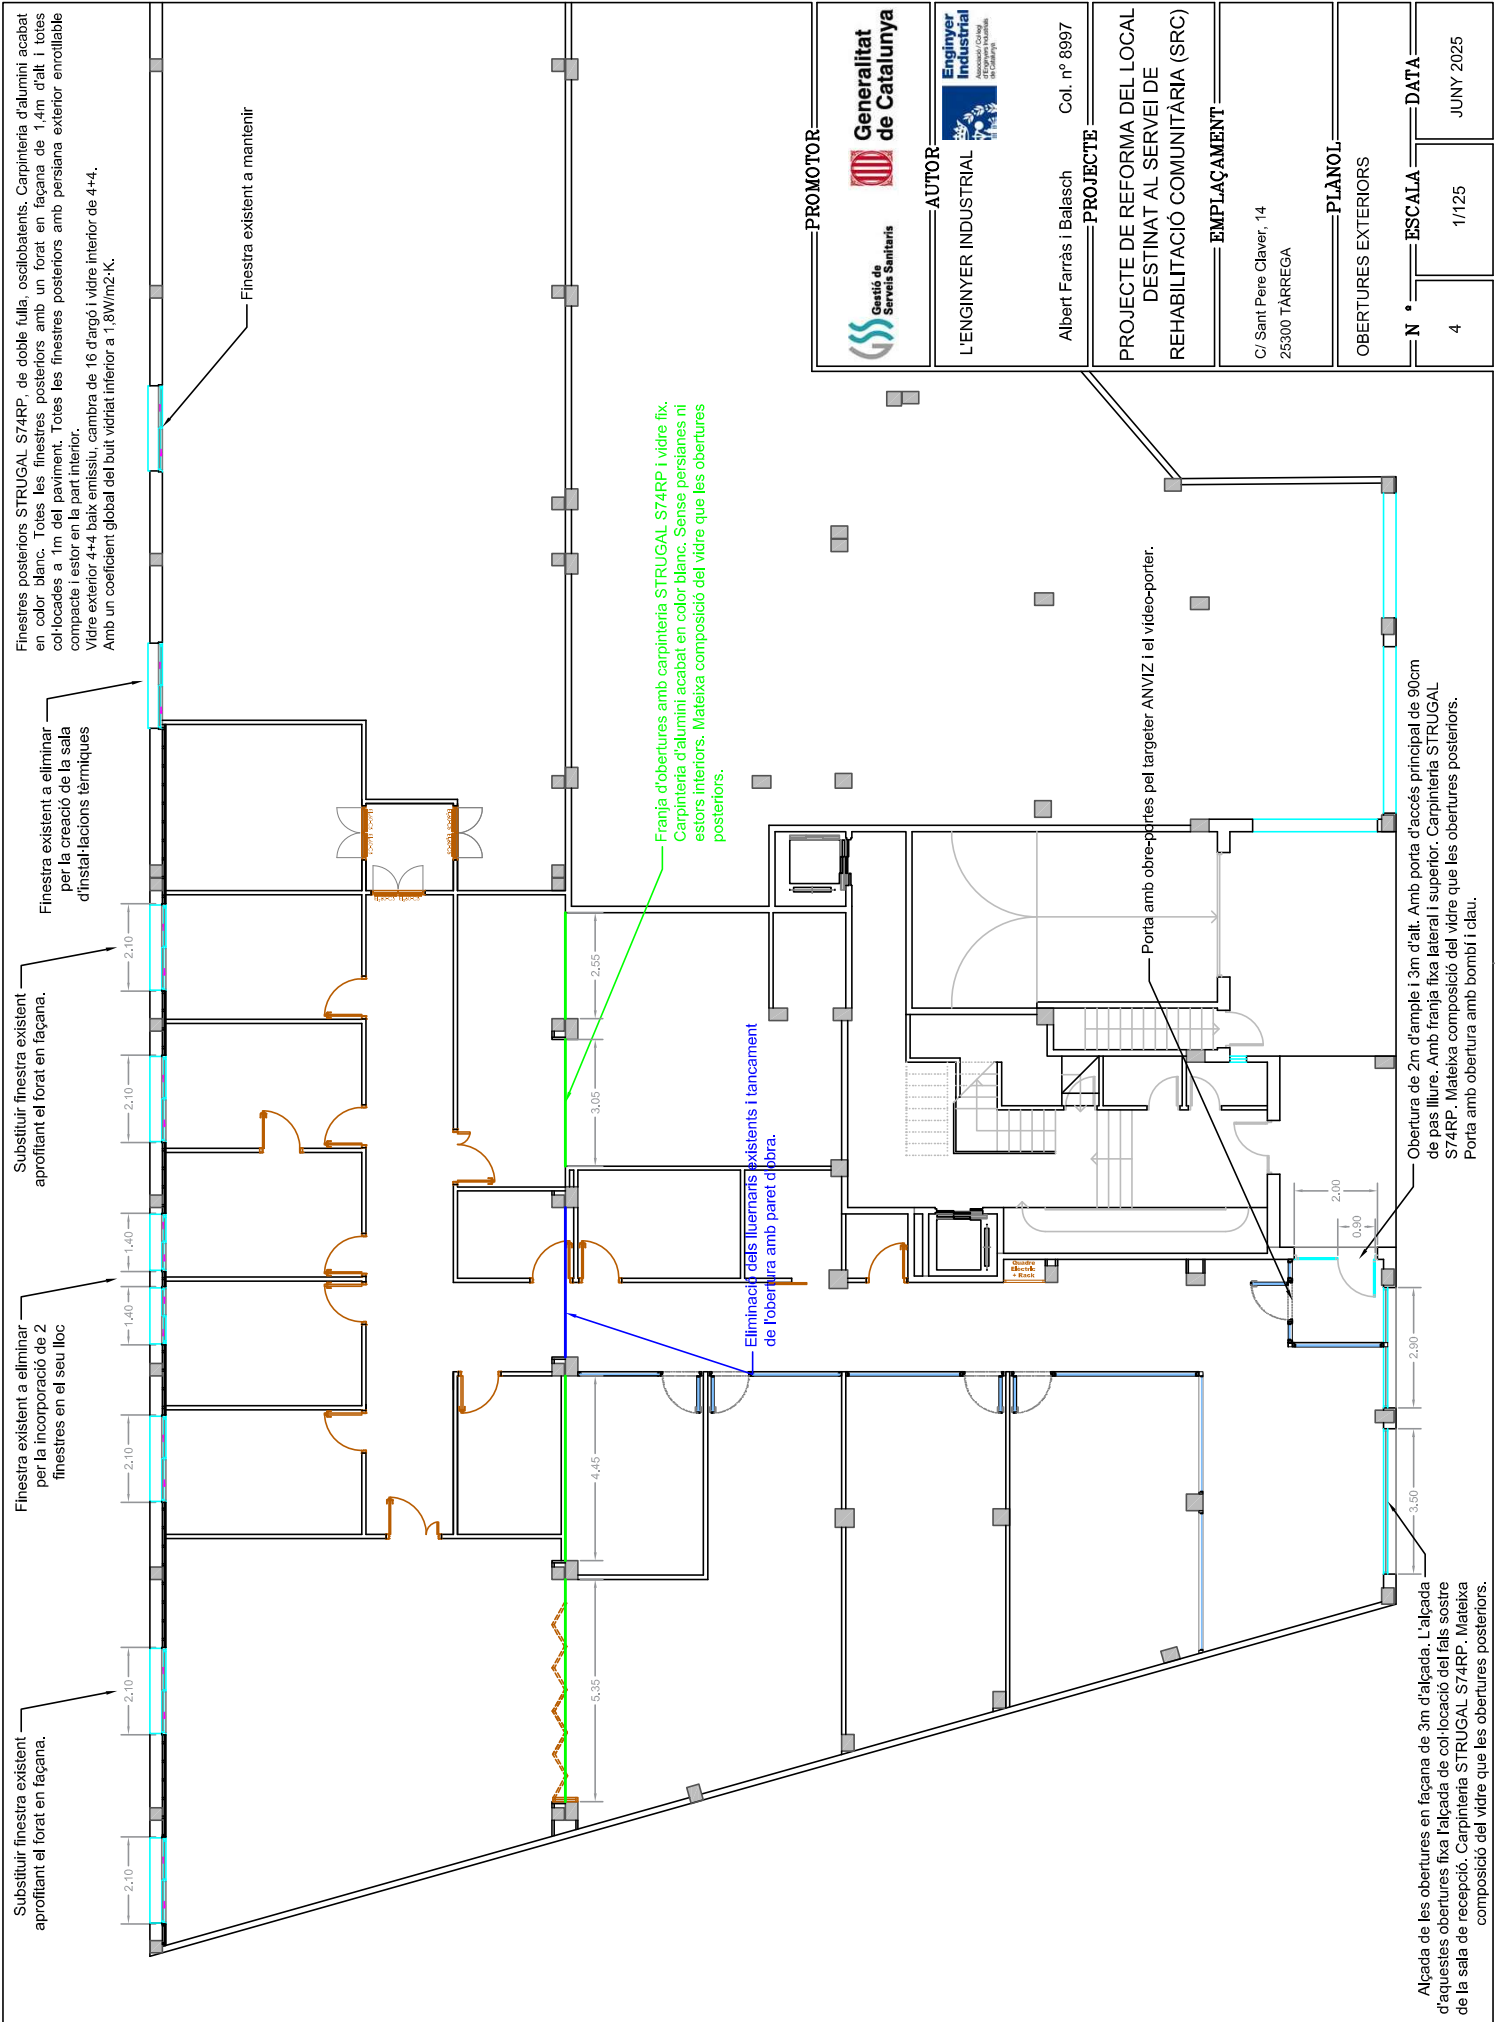 Substituir finestra existent
aprofitant el forat en façana.
Finestra existent a eliminar
per la incorporació de 2
finestres en el seu lloc
Substituir finestra existent
aprofitant el forat en façana.
Finestra existent a eliminar
per la creació de la sala
d'instal·lacions tèrmiques
Finestres posteriors STRUGAL S74RP, de doble fulla, oscilobatents. Carpinteria d'alumini acabat
en color blanc. Totes les finestres posteriors amb un forat en façana de 1,4m d'alt i totes
col·locades a 1m del paviment. Totes les finestres posteriors amb persiana exterior enrotllable
compacte i estor en la part interior.
Vidre exterior 4+4 baix emissiu, cambra de 16 d'argó i vidre interior de 4+4.
Amb un coeficient global del buit vidriat inferior a 1,8W/m2·K.
Finestra existent a mantenir
2.10
2.10
2.10
1.40
1.40
2.10
2.10
5.35
4.45
3.05
2.55
Franja d'obertures amb carpinteria STRUGAL S74RP i vidre fix.
Carpinteria d'alumini acabat en color blanc. Sense persianes ni
estors interiors. Mateixa composició del vidre que les obertures
posteriors.
Eliminació dels lluernaris existents i tancament
de l'obertura amb paret d'obra.
Quadre
Elèctric
+ Rack
Porta amb obre-portes pel targeter ANVIZ i el video-porter.
2.00
0.90
2.90
3.50
Obertura de 2m d'ample i 3m d'alt. Amb porta d'accés principal de 90cm
de pas lliure. Amb franja fixa lateral i superior. Carpinteria STRUGAL
S74RP. Mateixa composició del vidre que les obertures posteriors.
Porta amb obertura amb bombí i clau.
Alçada de les obertures en façana de 3m d'alçada. L'alçada
d'aquestes obertures fixa l'alçada de col·locació del fals sostre
de la sala de recepció. Carpinteria STRUGAL S74RP. Mateixa
composició del vidre que les obertures posteriors.
PROMOTOR
GSS
Gestió de
Serveis Sanitaris
Generalitat
de Catalunya
AUTOR
L'ENGINYER INDUSTRIAL
Enginyer
Industrial
Associació / Col·legi
d'Enginyers Industrials
de Catalunya
Albert Farràs i Balasch Col. nº 8997
PROJECTE
PROJECTE DE REFORMA DEL LOCAL
DESTINAT AL SERVEI DE
REHABILITACIÓ COMUNITÀRIA (SRC)
EMPLAÇAMENT
C/ Sant Pere Claver, 14
25300 TÀRREGA
PLÀNOL
OBERTURES EXTERIORS
N º ESCALA DATA
4 1/125 JUNY 2025